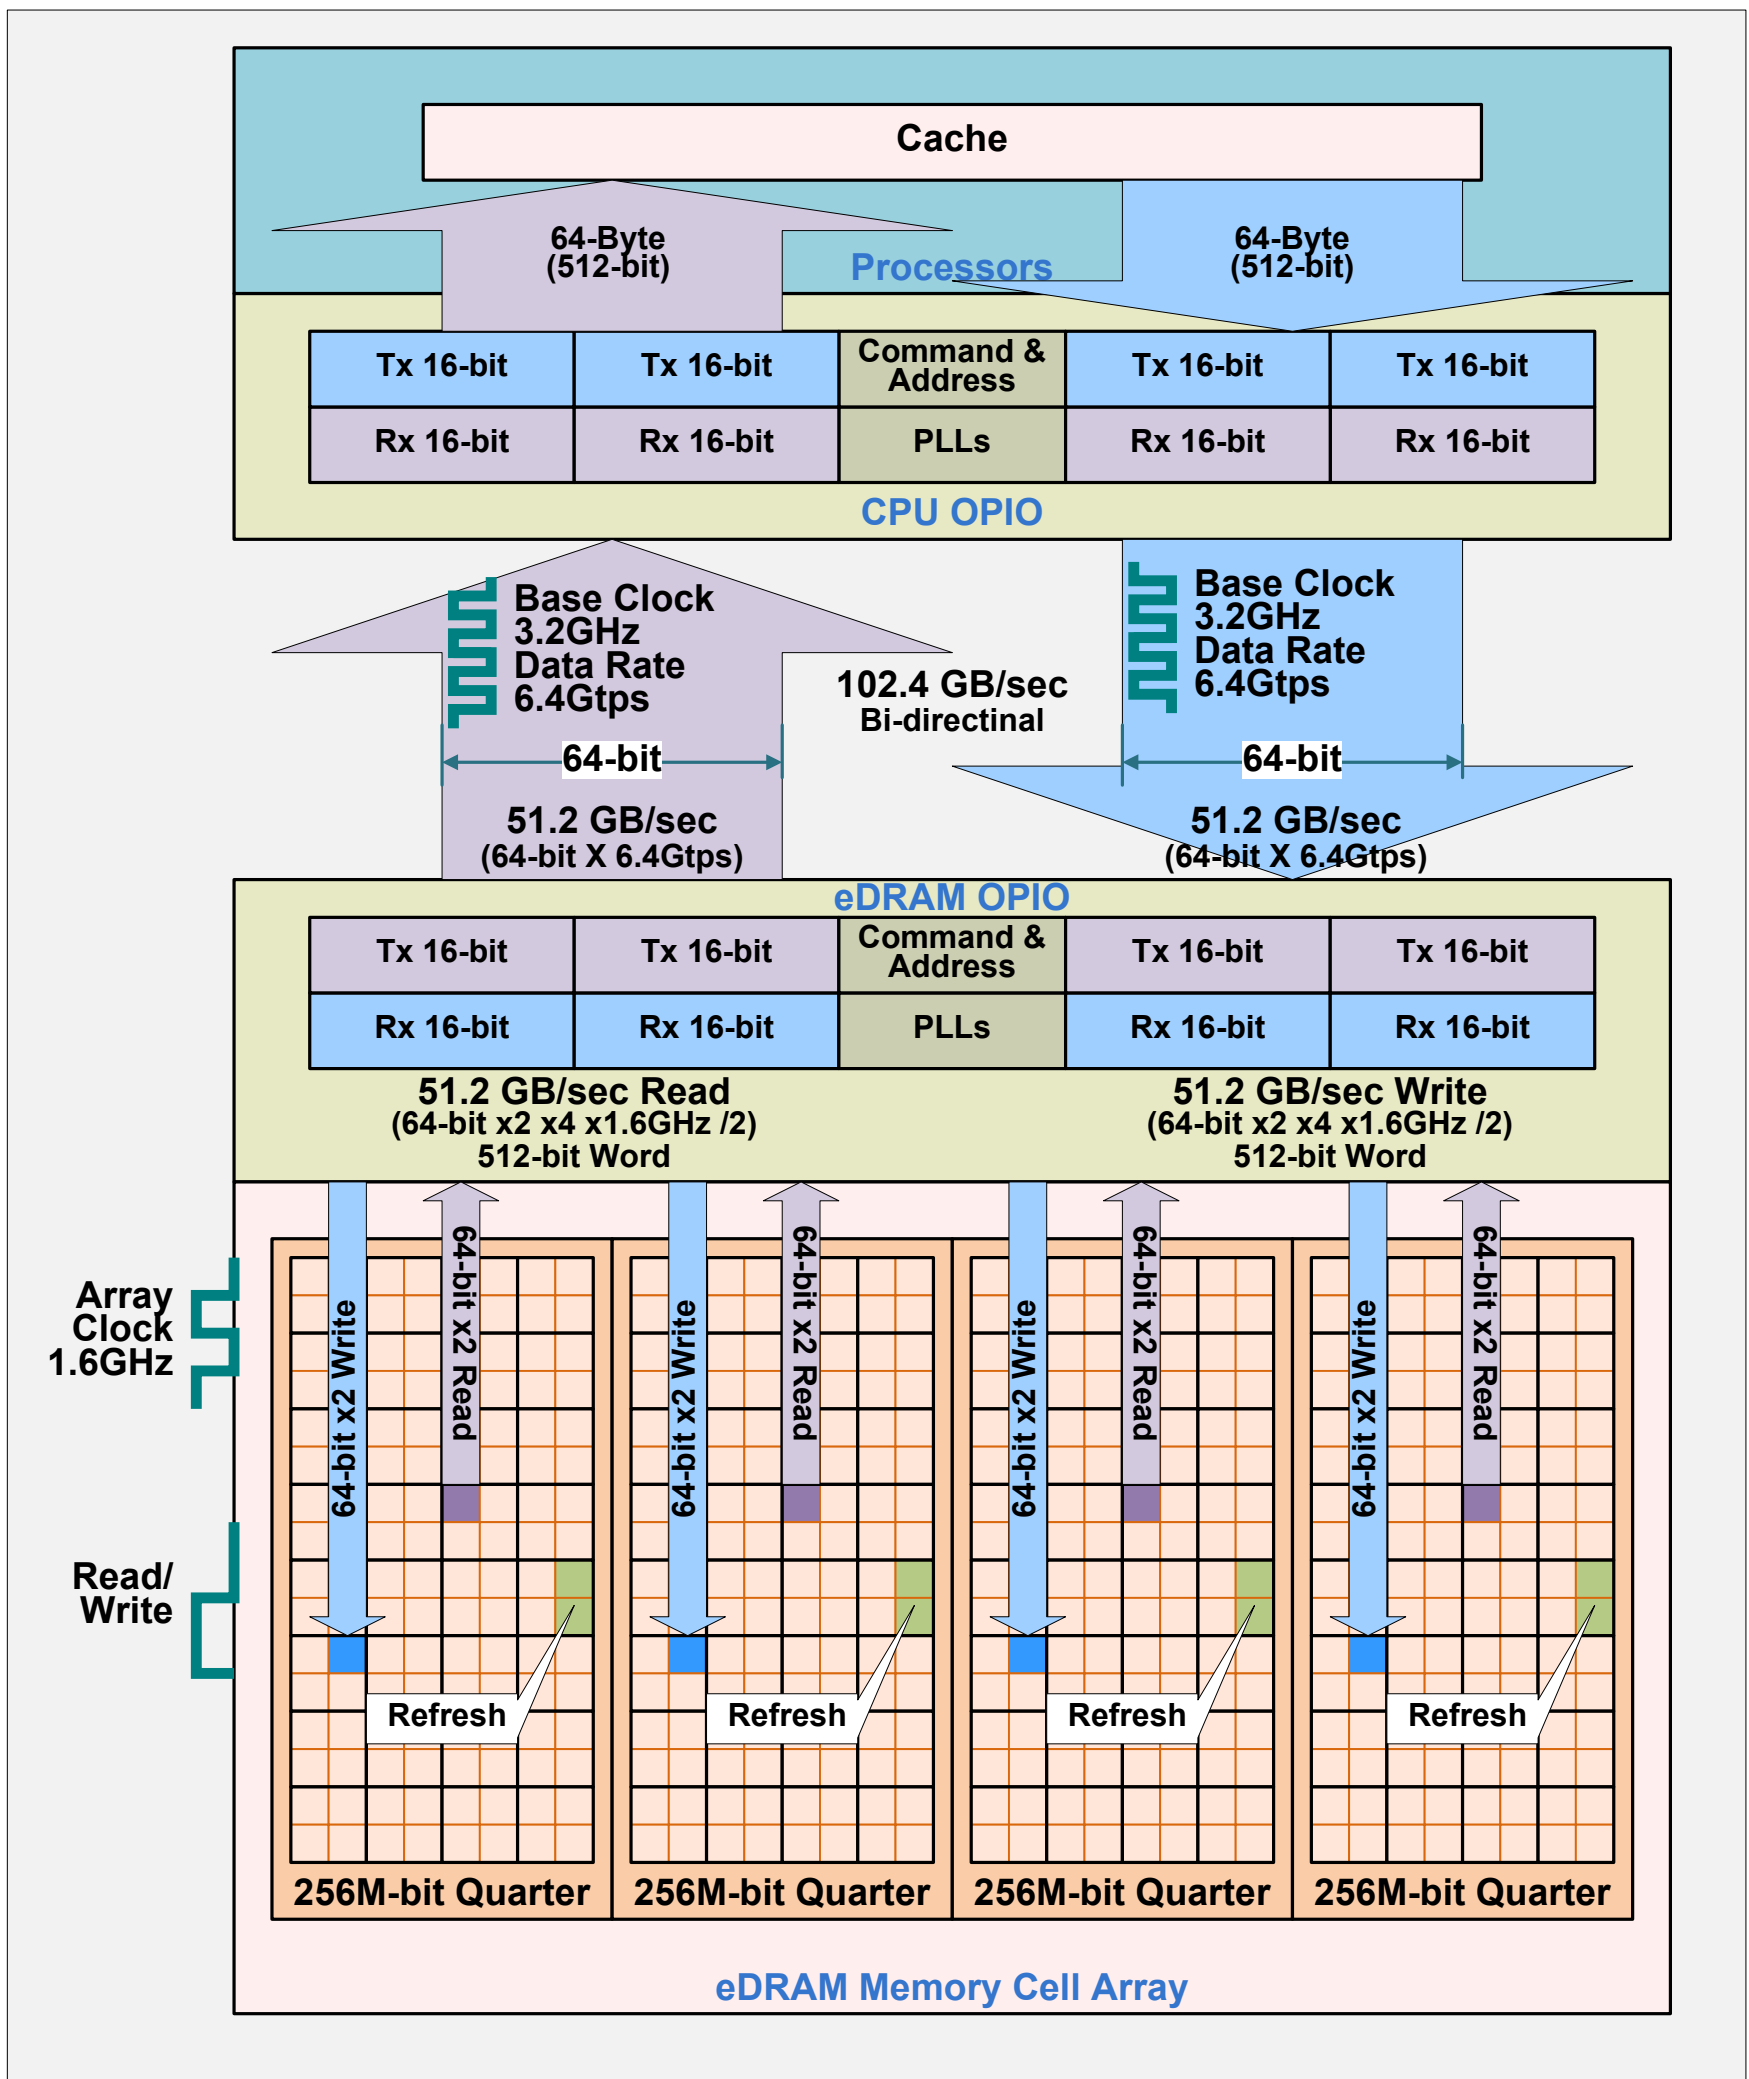 Cache
64-Byte
(512-bit)
64-Byte
(512-bit)
Processors
Tx 16-bit
Tx 16-bit
Command &
Address
Tx 16-bit
Tx 16-bit
Rx 16-bit
Rx 16-bit
PLLs
Rx 16-bit
Rx 16-bit
CPU OPIO
Base Clock
3.2GHz
Data Rate
6.4Gtps
Base Clock
3.2GHz
Data Rate
6.4Gtps
102.4 GB/sec
Bi-directinal
64-bit
64-bit
51.2 GB/sec
(64-bit X 6.4Gtps)
51.2 GB/sec
(64-bit X 6.4Gtps)
eDRAM OPIO
Tx 16-bit
Tx 16-bit
Command &
Address
Tx 16-bit
Tx 16-bit
Rx 16-bit
Rx 16-bit
PLLs
Rx 16-bit
Rx 16-bit
51.2 GB/sec Read
(64-bit x2 x4 x1.6GHz /2)
512-bit Word
51.2 GB/sec Write
(64-bit x2 x4 x1.6GHz /2)
512-bit Word
Array
Clock
1.6GHz
Read/
Write
64-bit x2 Write
64-bit x2 Read
64-bit x2 Write
64-bit x2 Read
64-bit x2 Write
64-bit x2 Read
64-bit x2 Write
64-bit x2 Read
Refresh
Refresh
Refresh
Refresh
256M-bit Quarter
256M-bit Quarter
256M-bit Quarter
256M-bit Quarter
eDRAM Memory Cell Array